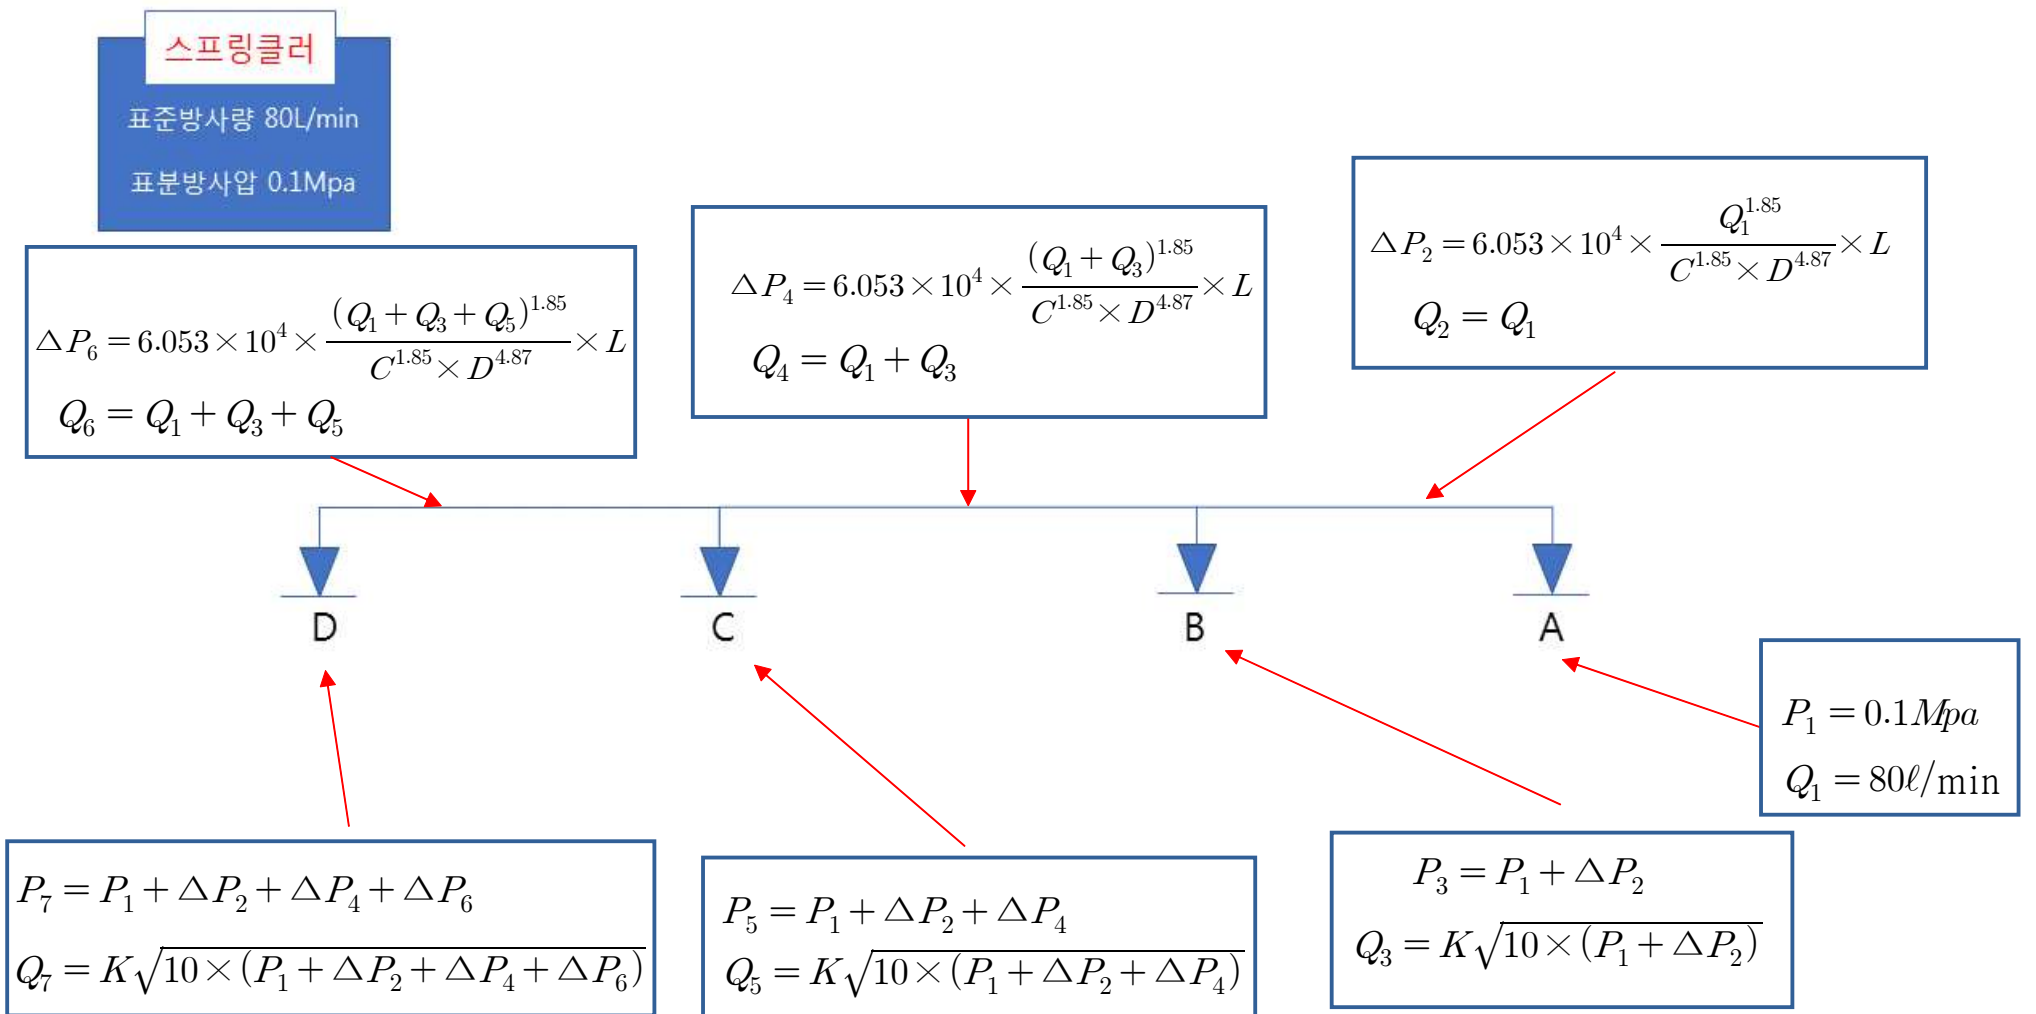 스프링클러
표준방사량 80L/min
표분방사압 0.1Mpa
△P₆ = 6.053×10⁴× (Q₁+Q₃+Q₅)^1.85 / (C^1.85×D^4.87) × L
Q₆ = Q₁+Q₃+Q₅
△P₄ = 6.053×10⁴× (Q₁+Q₃)^1.85 / (C^1.85×D^4.87) × L
Q₄ = Q₁+Q₃
△P₂ = 6.053×10⁴× Q₁^1.85 / (C^1.85×D^4.87) × L
Q₂ = Q₁
D
C
B
A
P₁ = 0.1Mpa
Q₁ = 80ℓ/min
P₇ = P₁+△P₂+△P₄+△P₆
Q₇ = K√(10×(P₁+△P₂+△P₄+△P₆))
P₅ = P₁+△P₂+△P₄
Q₅ = K√(10×(P₁+△P₂+△P₄))
P₃ = P₁+△P₂
Q₃ = K√(10×(P₁+△P₂))